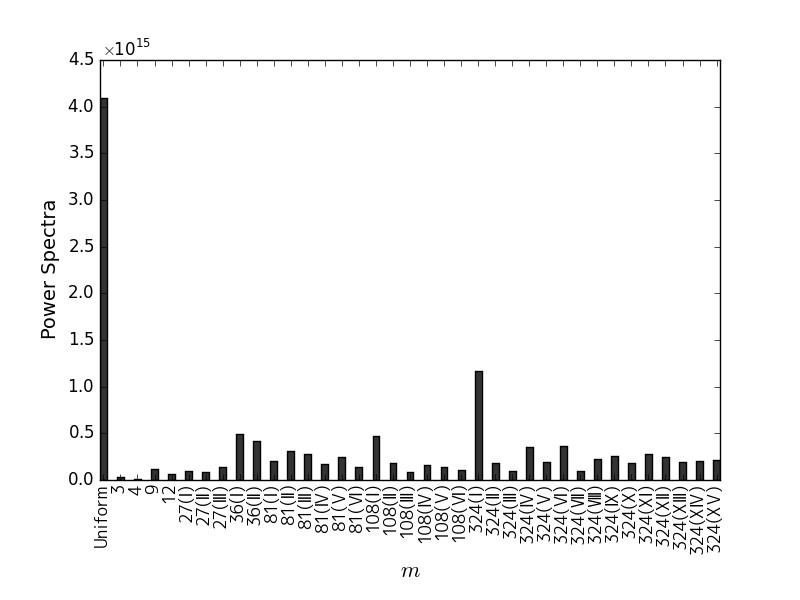 ×10^15
4.5
4.0
3.5
3.0
2.5
2.0
1.5
1.0
0.5
0.0
Power Spectra
Uniform
3
4
9
12
27(I)
27(II)
27(III)
36(I)
36(II)
81(I)
81(II)
81(III)
81(IV)
81(V)
81(VI)
108(I)
108(II)
108(III)
108(IV)
108(V)
108(VI)
324(I)
324(II)
324(III)
324(IV)
324(V)
324(VI)
324(VII)
324(VIII)
324(IX)
324(X)
324(XI)
324(XII)
324(XIII)
324(XIV)
324(XV)
m